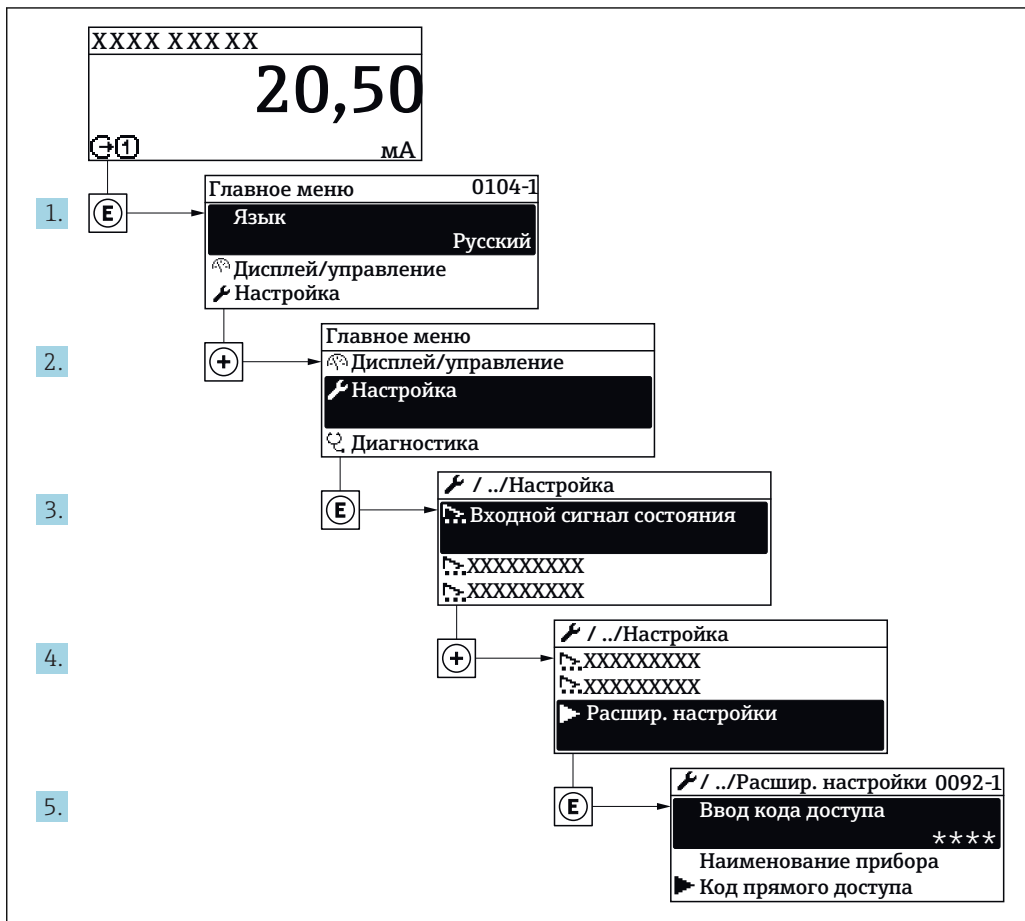 XXXX XXX XX
20,50
1 мА
1. E
Главное меню 0104-1
Язык
Русский
Дисплей/управление
Настройка
2. +
Главное меню
Дисплей/управление
Настройка
Диагностика
3. E
/ ../Настройка
Входной сигнал состояния
XXXXXXXXX
XXXXXXXXX
4. +
/ ../Настройка
XXXXXXXXX
XXXXXXXXX
Расшир. настройки
5. E
/ ../Расшир. настройки 0092-1
Ввод кода доступа
****
Наименование прибора
Код прямого доступа